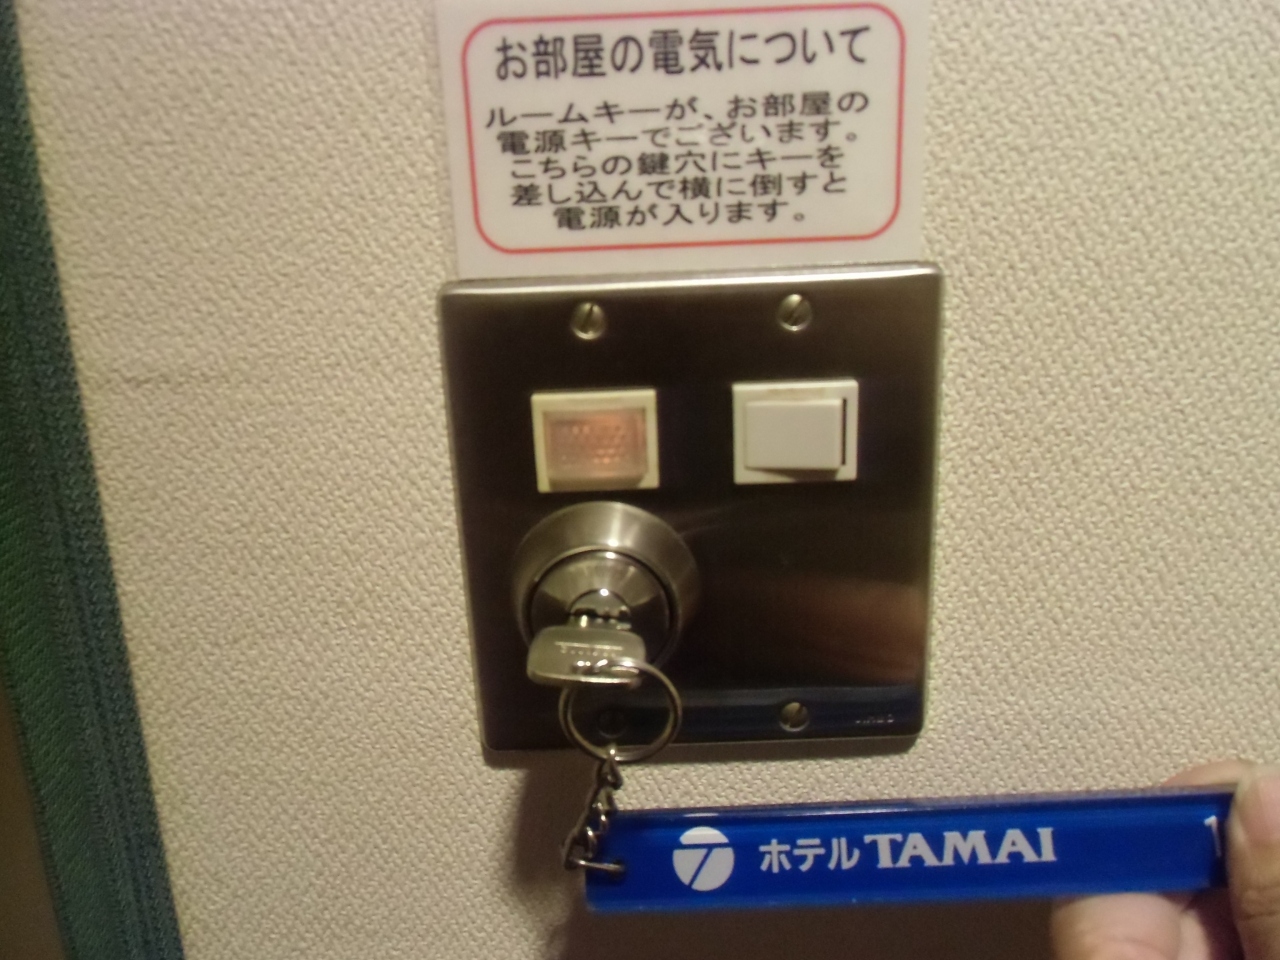 お部屋の電気について
ルームキーが、お部屋の
電源キーでございます。
こちらの鍵穴にキーを
差し込んで横に倒すと
電源が入ります。
ホテル TAMAI
1